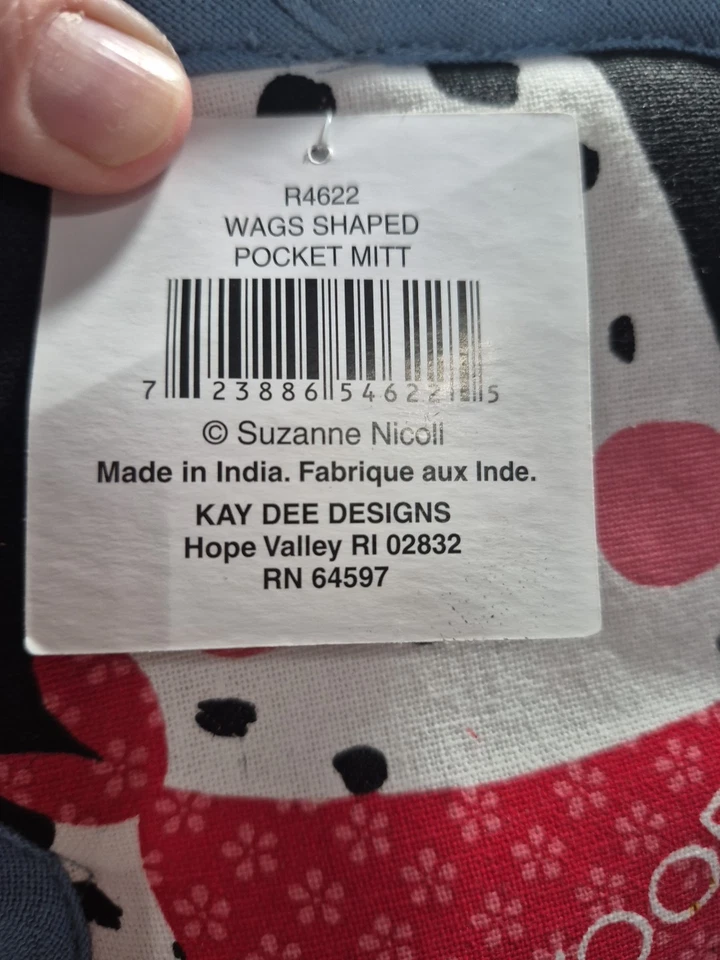 R4622
WAGS SHAPED
POCKET MITT
7 23886 54622 5
© Suzanne Nicoll
Made in India. Fabrique aux Inde.
KAY DEE DESIGNS
Hope Valley RI 02832
RN 64597